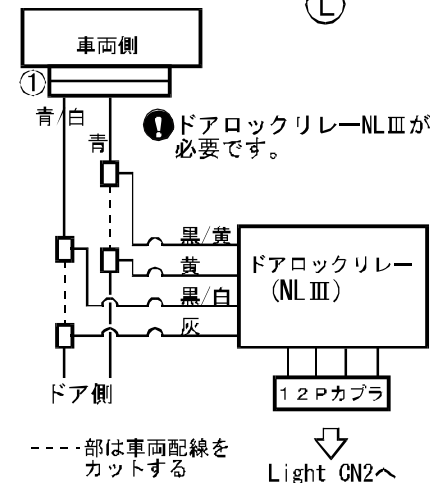 Ⓛ
車両側
①
青/白
青
❗ドアロックリレーNLⅢが
必要です。
黒/黄
黄
黒/白
灰
ドアロックリレー
(NLⅢ)
ドア側
12Pカプラ
----部は車両配線を
カットする
Light CN2へ